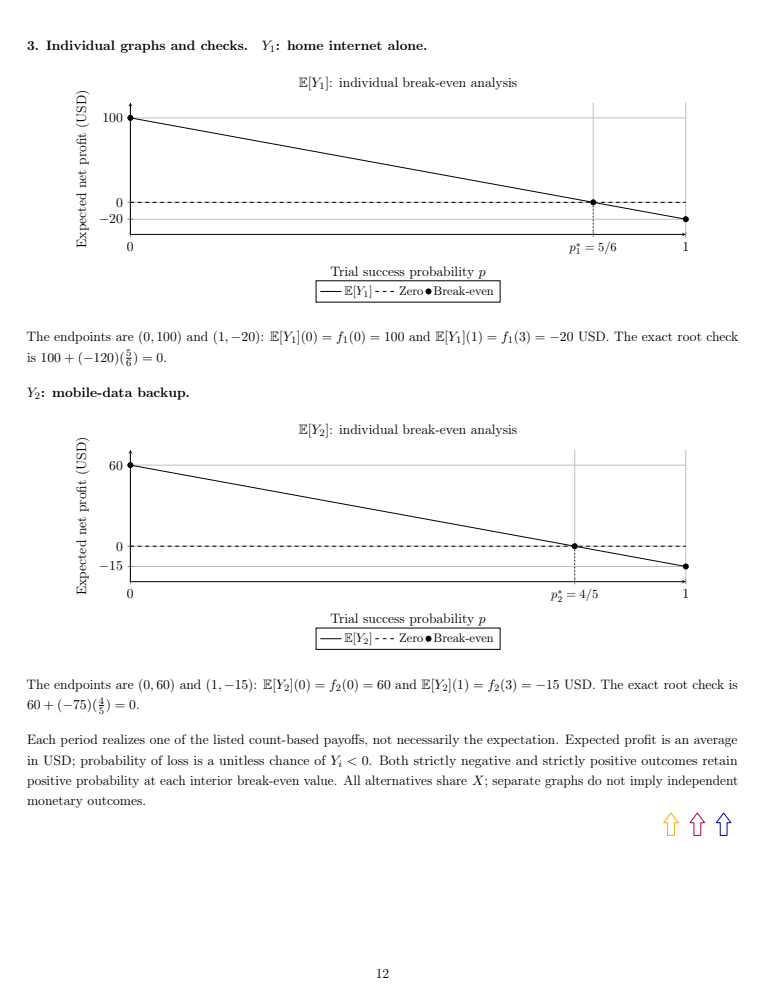 3. Individual graphs and checks. Y₁: home internet alone.
𝔼[Y₁]: individual break-even analysis
Expected net profit (USD)
100
0
−20
0
p₁* = 5/6
1
Trial success probability p
𝔼[Y₁] Zero Break-even
The endpoints are (0, 100) and (1, −20): 𝔼[Y₁](0) = f₁(0) = 100 and 𝔼[Y₁](1) = f₁(3) = −20 USD. The exact root check
is 100 + (−120)(5/6) = 0.
Y₂: mobile-data backup.
𝔼[Y₂]: individual break-even analysis
Expected net profit (USD)
60
0
−15
0
p₂* = 4/5
1
Trial success probability p
𝔼[Y₂] Zero Break-even
The endpoints are (0, 60) and (1, −15): 𝔼[Y₂](0) = f₂(0) = 60 and 𝔼[Y₂](1) = f₂(3) = −15 USD. The exact root check is
60 + (−75)(4/5) = 0.
Each period realizes one of the listed count-based payoffs, not necessarily the expectation. Expected profit is an average
in USD; probability of loss is a unitless chance of Yᵢ < 0. Both strictly negative and strictly positive outcomes retain
positive probability at each interior break-even value. All alternatives share X; separate graphs do not imply independent
monetary outcomes.
12